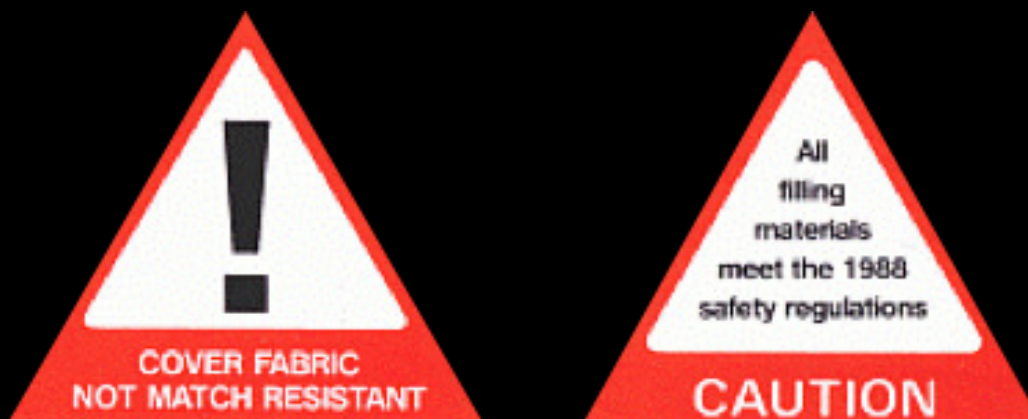 !
COVER FABRIC
NOT MATCH RESISTANT
All
filling
materials
meet the 1988
safety regulations
CAUTION